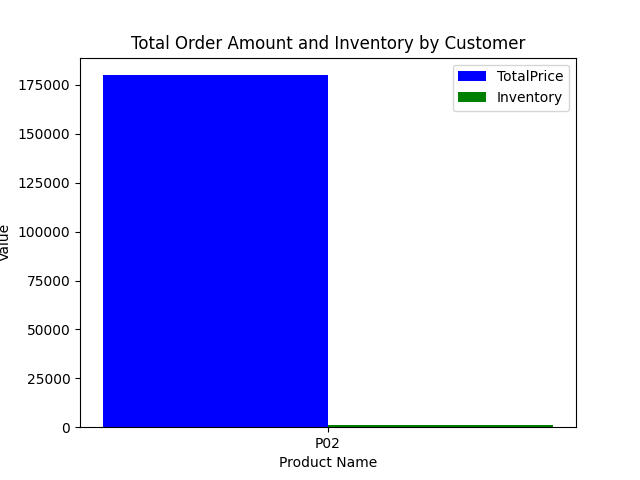 Total Order Amount and Inventory by Customer
TotalPrice
Inventory
175000
150000
125000
100000
75000
50000
25000
0
Value
P02
Product Name